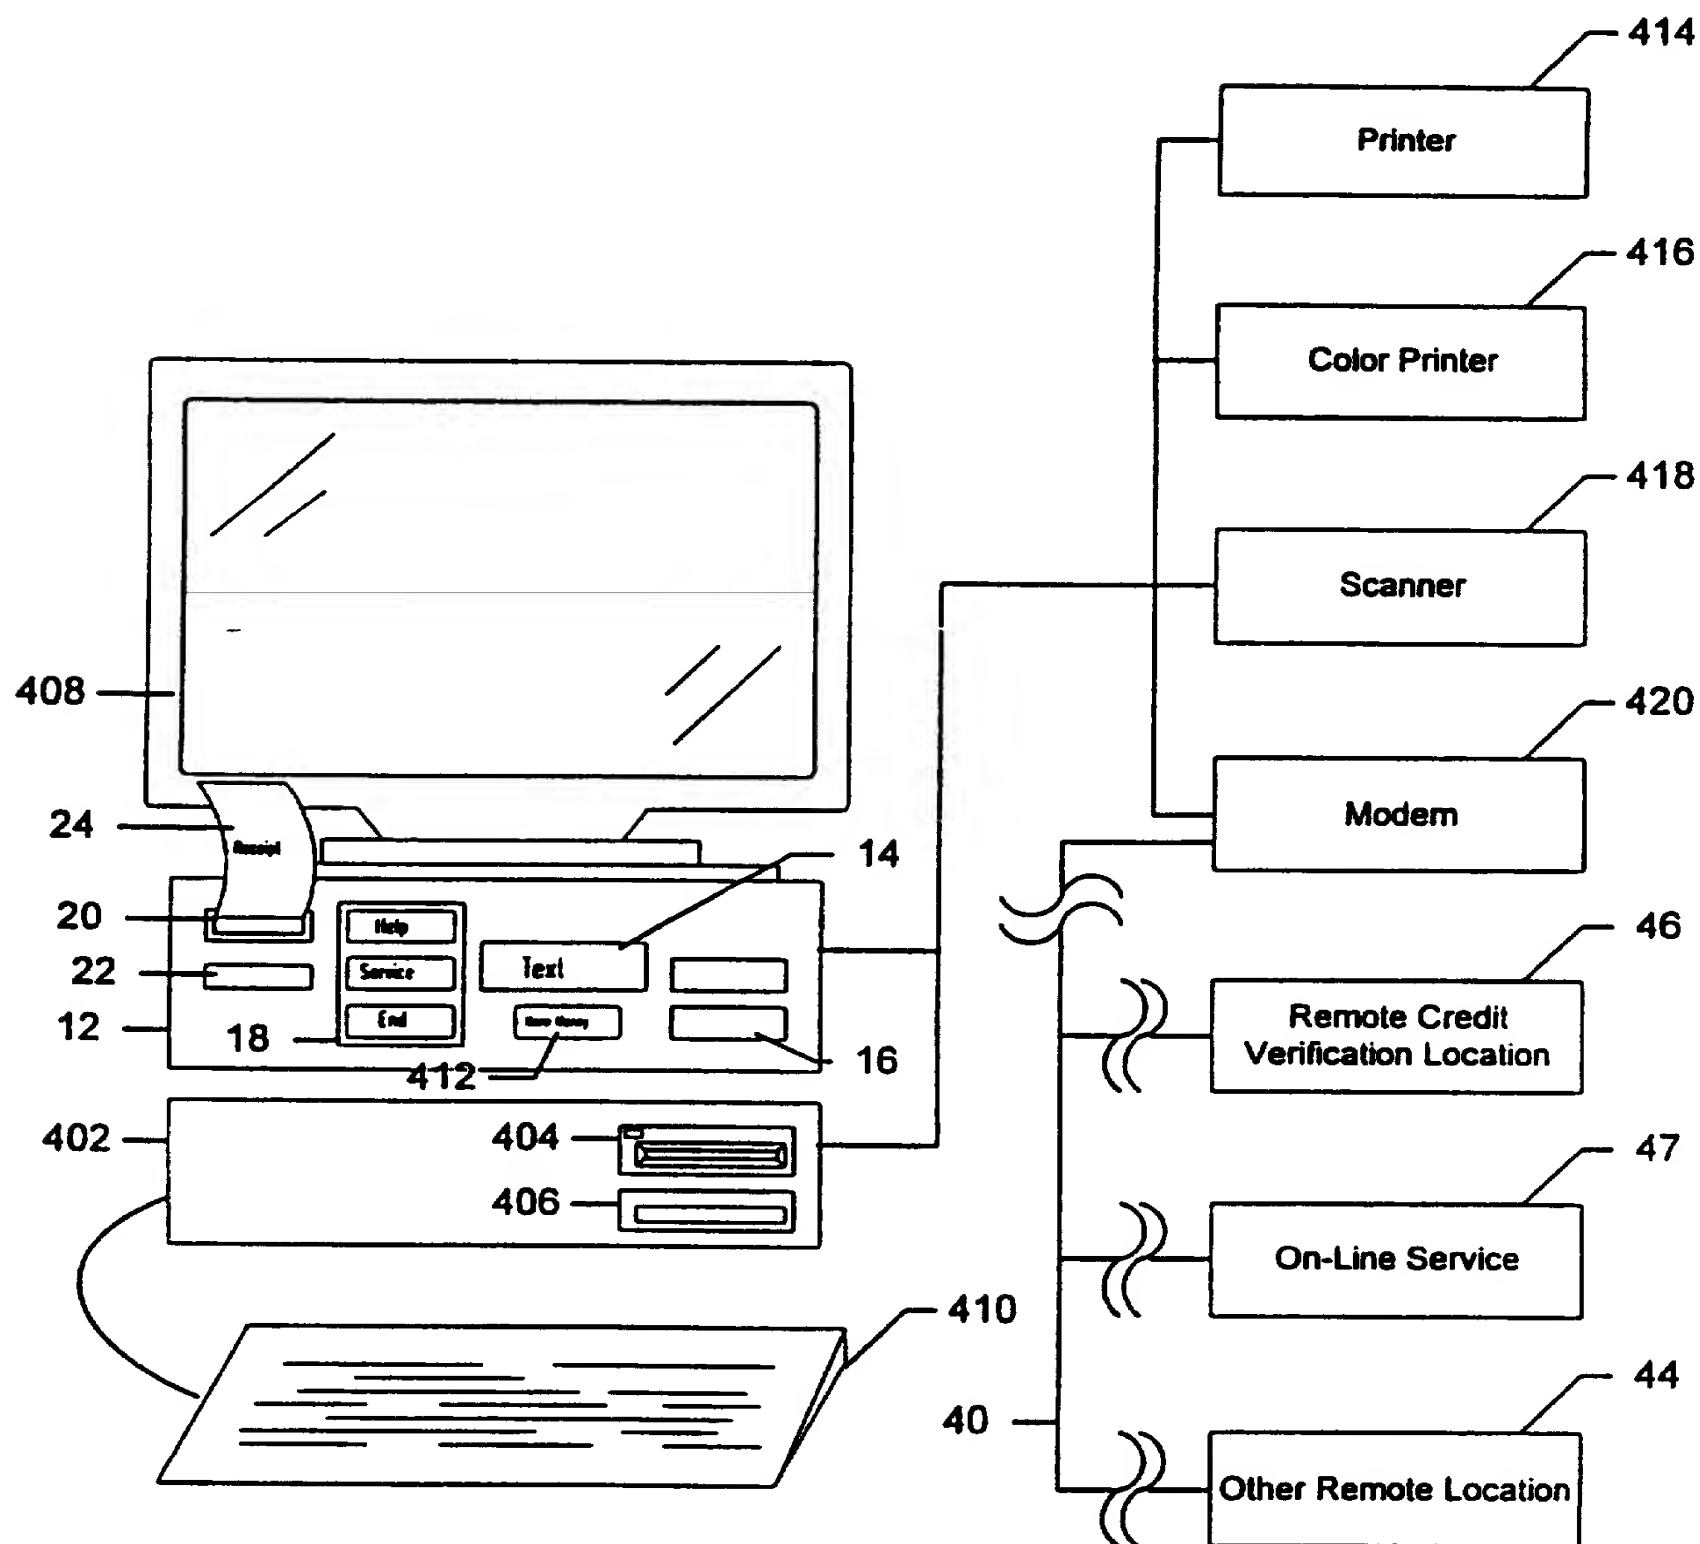 414
Printer
416
Color Printer
418
Scanner
408
420
Modem
24
Receipt
14
20
Help
46
22
Service
Text
12
End
18
16
412
Remote Credit
Verification Location
402
404
47
406
On-Line Service
410
44
40
Other Remote Location